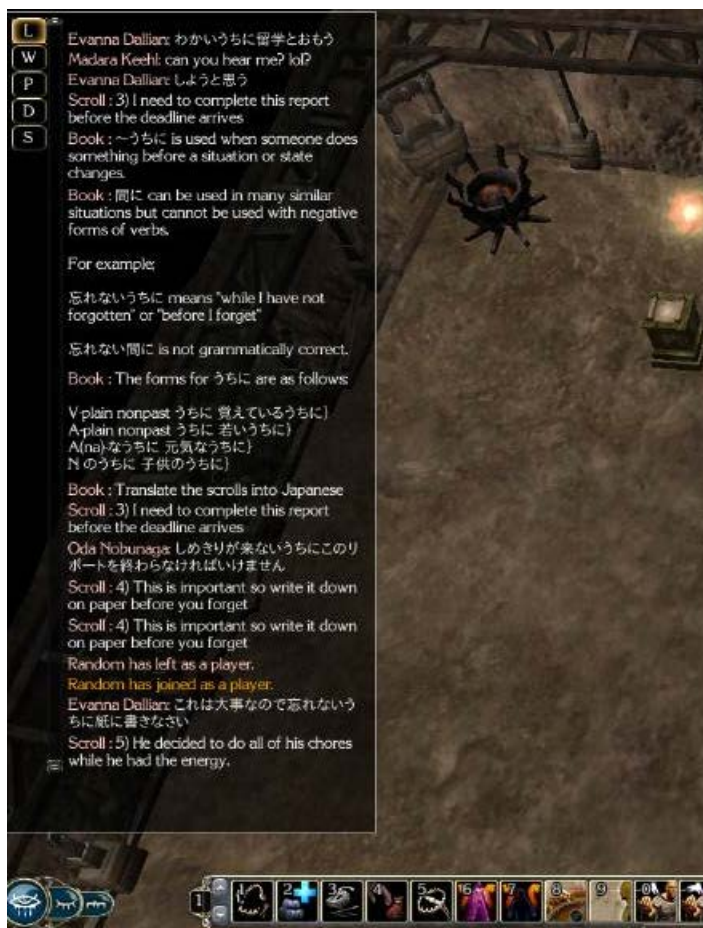 L
W
P
D
S
Evanna Dallian: わかいうちに留学とおもう
Madara Keehl: can you hear me? lol?
Evanna Dallian: しようと思う
Scroll : 3) I need to complete this report
before the deadline arrives
Book : ～うちに is used when someone does
something before a situation or state
changes.
Book : 間に can be used in many similar
situations but cannot be used with negative
forms of verbs.
For example;
忘れないうちに means "while I have not
forgotten" or "before I forget"
忘れない間に is not grammatically correct.
Book : The forms for うちに are as follows:
V-plain nonpast うちに 覚えているうちに}
A-plain nonpast うちに 若いうちに}
A(na)-なうちに 元気なうちに}
N のうちに 子供のうちに}
Book : Translate the scrolls into Japanese
Scroll : 3) I need to complete this report
before the deadline arrives
Oda Nobunaga: しめきりが来ないうちにこのリ
ポートを終わらなければいけません
Scroll : 4) This is important so write it down
on paper before you forget
Scroll : 4) This is important so write it down
on paper before you forget
Random has left as a player.
Random has joined as a player.
Evanna Dallian: これは大事なので忘れないう
ちに紙に書きなさい
Scroll : 5) He decided to do all of his chores
while he had the energy.
1 1 2 3 4 5 6 7 8 9 0